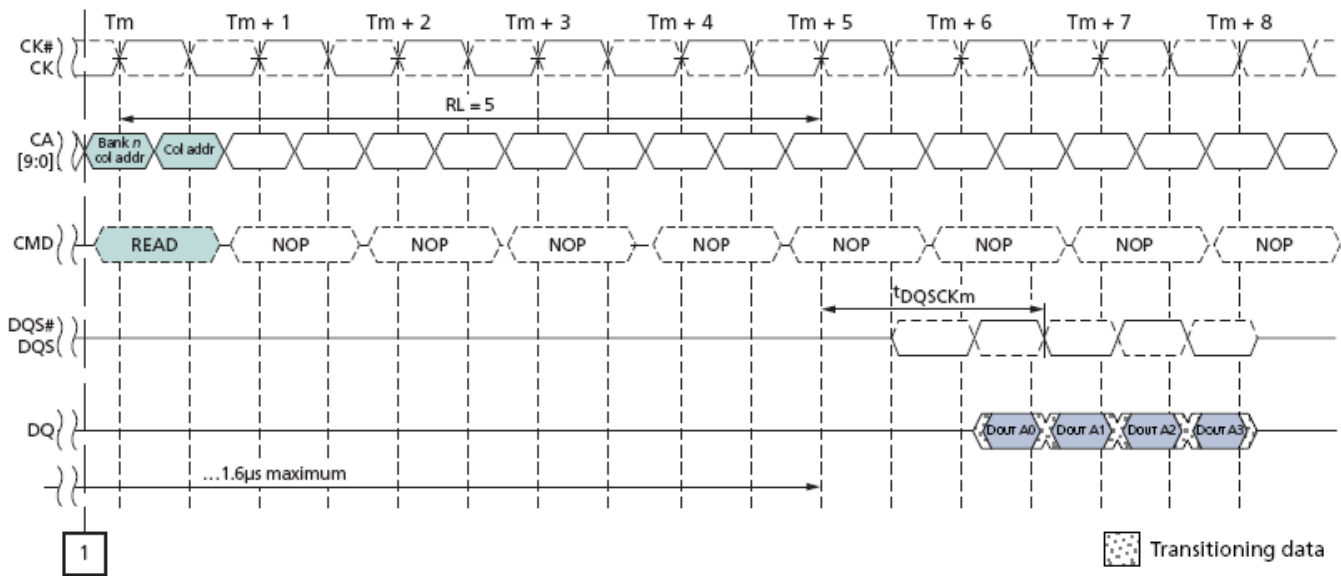 Tm Tm + 1 Tm + 2 Tm + 3 Tm + 4 Tm + 5 Tm + 6 Tm + 7 Tm + 8
CK#
CK
RL = 5
CA
[9:0]
Bank n
col addr
Col addr
CMD READ NOP NOP NOP NOP NOP NOP NOP NOP
tDQSCKm
DQS#
DQS
DQ DOUT A0 DOUT A1 DOUT A2 DOUT A3
…1.6µs maximum
1
Transitioning data